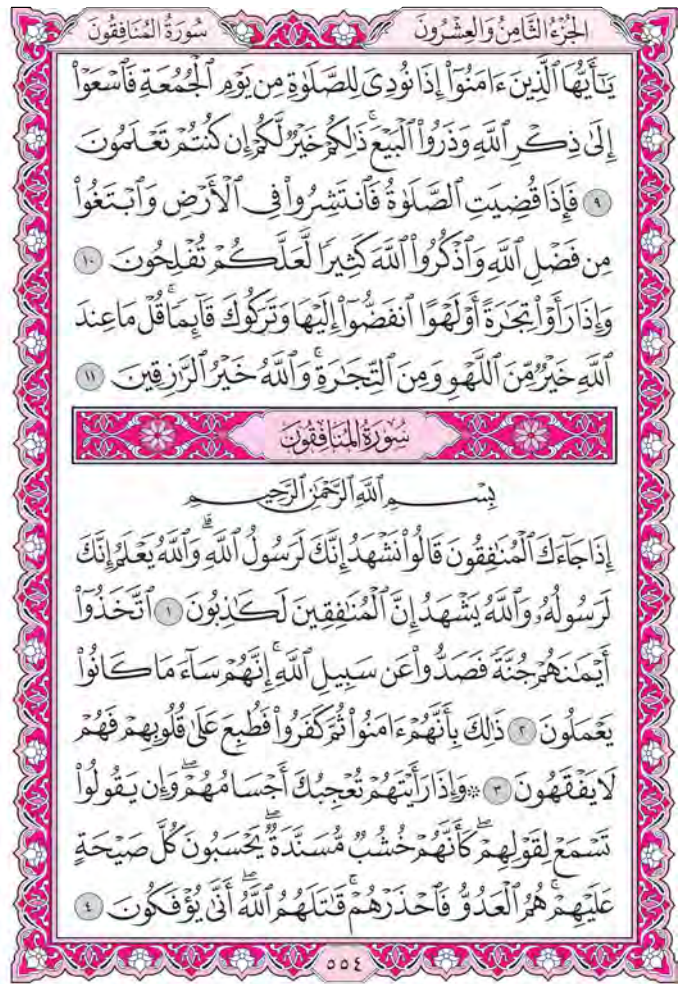 الجُزْءُ الثَّامِنُ وَالعِشْرُونَ
سُورَةُ المُنَافِقُونَ
يَٰٓأَيُّهَا ٱلَّذِينَ ءَامَنُوٓاْ إِذَا نُودِيَ لِلصَّلَوٰةِ مِن يَوْمِ ٱلْجُمُعَةِ فَٱسْعَوْاْ
إِلَىٰ ذِكْرِ ٱللَّهِ وَذَرُواْ ٱلْبَيْعَۚ ذَٰلِكُمْ خَيْرٌ لَّكُمْ إِن كُنتُمْ تَعْلَمُونَ
٩ فَإِذَا قُضِيَتِ ٱلصَّلَوٰةُ فَٱنتَشِرُواْ فِي ٱلْأَرْضِ وَٱبْتَغُواْ
مِن فَضْلِ ٱللَّهِ وَٱذْكُرُواْ ٱللَّهَ كَثِيرًا لَّعَلَّكُمْ تُفْلِحُونَ ١٠
وَإِذَا رَأَوْاْ تِجَٰرَةً أَوْ لَهْوًا ٱنفَضُّوٓاْ إِلَيْهَا وَتَرَكُوكَ قَآئِمًاۚ قُلْ مَا عِندَ
ٱللَّهِ خَيْرٌ مِّنَ ٱللَّهْوِ وَمِنَ ٱلتِّجَٰرَةِۚ وَٱللَّهُ خَيْرُ ٱلرَّٰزِقِينَ ١١
سُورَةُ المُنَافِقُونَ
بِسْمِ ٱللَّهِ ٱلرَّحْمَٰنِ ٱلرَّحِيمِ
إِذَا جَآءَكَ ٱلْمُنَٰفِقُونَ قَالُواْ نَشْهَدُ إِنَّكَ لَرَسُولُ ٱللَّهِۗ وَٱللَّهُ يَعْلَمُ إِنَّكَ
لَرَسُولُهُۥ وَٱللَّهُ يَشْهَدُ إِنَّ ٱلْمُنَٰفِقِينَ لَكَٰذِبُونَ ١ ٱتَّخَذُوٓاْ
أَيْمَٰنَهُمْ جُنَّةً فَصَدُّواْ عَن سَبِيلِ ٱللَّهِۚ إِنَّهُمْ سَآءَ مَا كَانُواْ
يَعْمَلُونَ ٢ ذَٰلِكَ بِأَنَّهُمْ ءَامَنُواْ ثُمَّ كَفَرُواْ فَطُبِعَ عَلَىٰ قُلُوبِهِمْ فَهُمْ
لَا يَفْقَهُونَ ٣ ۞وَإِذَا رَأَيْتَهُمْ تُعْجِبُكَ أَجْسَامُهُمْۖ وَإِن يَقُولُواْ
تَسْمَعْ لِقَوْلِهِمْۖ كَأَنَّهُمْ خُشُبٌ مُّسَنَّدَةٌۖ يَحْسَبُونَ كُلَّ صَيْحَةٍ
عَلَيْهِمْۚ هُمُ ٱلْعَدُوُّ فَٱحْذَرْهُمْۚ قَٰتَلَهُمُ ٱللَّهُۖ أَنَّىٰ يُؤْفَكُونَ ٤
٥٥٤